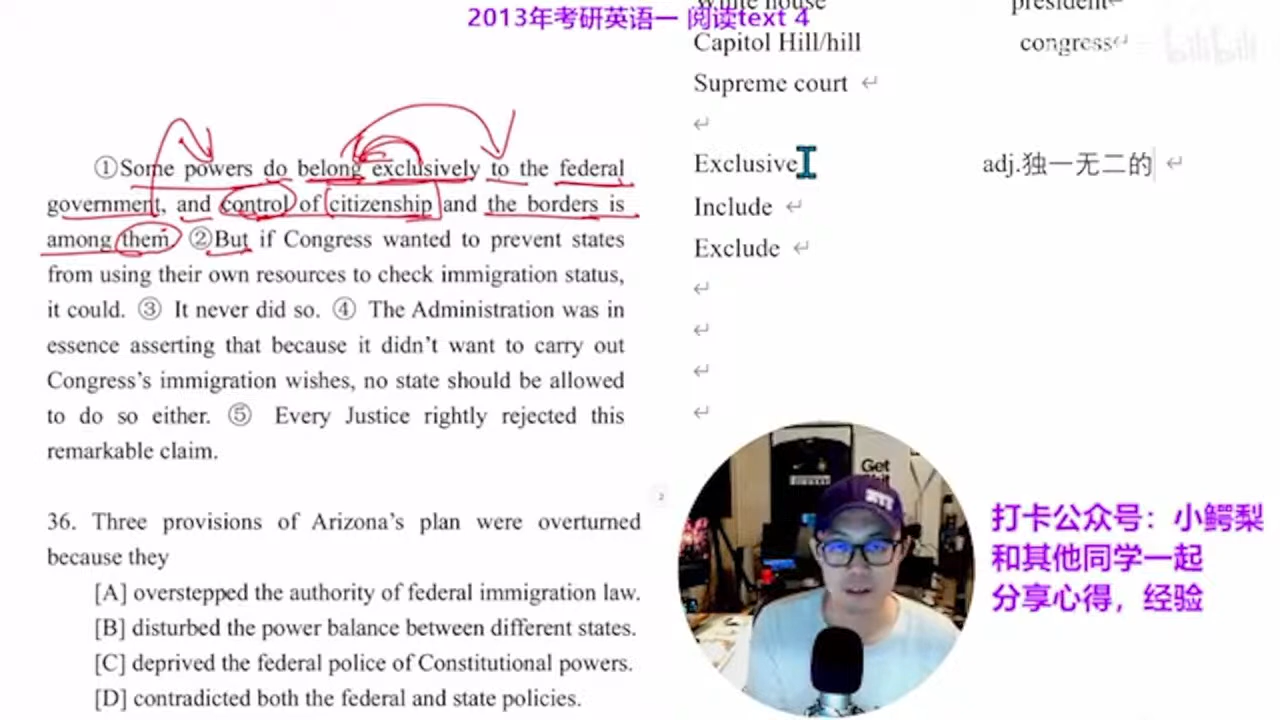 2013年考研英语一 阅读text 4
White house president
Capitol Hill/hill congress
bilibili
Supreme court
Exclusive adj.独一无二的
Include
Exclude
①Some powers do belong exclusively to the federal
government, and control of citizenship and the borders is
among them ②But if Congress wanted to prevent states
from using their own resources to check immigration status,
it could. ③ It never did so. ④ The Administration was in
essence asserting that because it didn't want to carry out
Congress's immigration wishes, no state should be allowed
to do so either. ⑤ Every Justice rightly rejected this
remarkable claim.
2
36. Three provisions of Arizona's plan were overturned
because they
[A] overstepped the authority of federal immigration law.
[B] disturbed the power balance between different states.
[C] deprived the federal police of Constitutional powers.
[D] contradicted both the federal and state policies.
Get
打卡公众号：小鳄梨
和其他同学一起
分享心得，经验